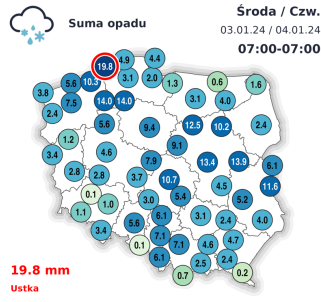 Suma opadu
Środa / Czw.
03.01.24 / 04.01.24
07:00-07:00
19.8 4.9 4.4
5.6 10.3 3.1 2.0 1.3 0.6 1.6
3.8 7.5 14.0 14.0 3.1 4.0
2.4 5.6 9.4 12.5 10.2 2.4
1.2 9.1
3.4 4.6 7.9 13.4 13.9 6.1
2.8 2.8 3.7 10.7 4.5 11.6
0.1 5.4 5.2
1.1 1.0 3.0 6.1 3.1 2.4 4.0
3.4 5.6 7.1 4.7
0.1 7.1 4.6
6.1 2.5 2.4
0.7 0.2
19.8 mm
Ustka